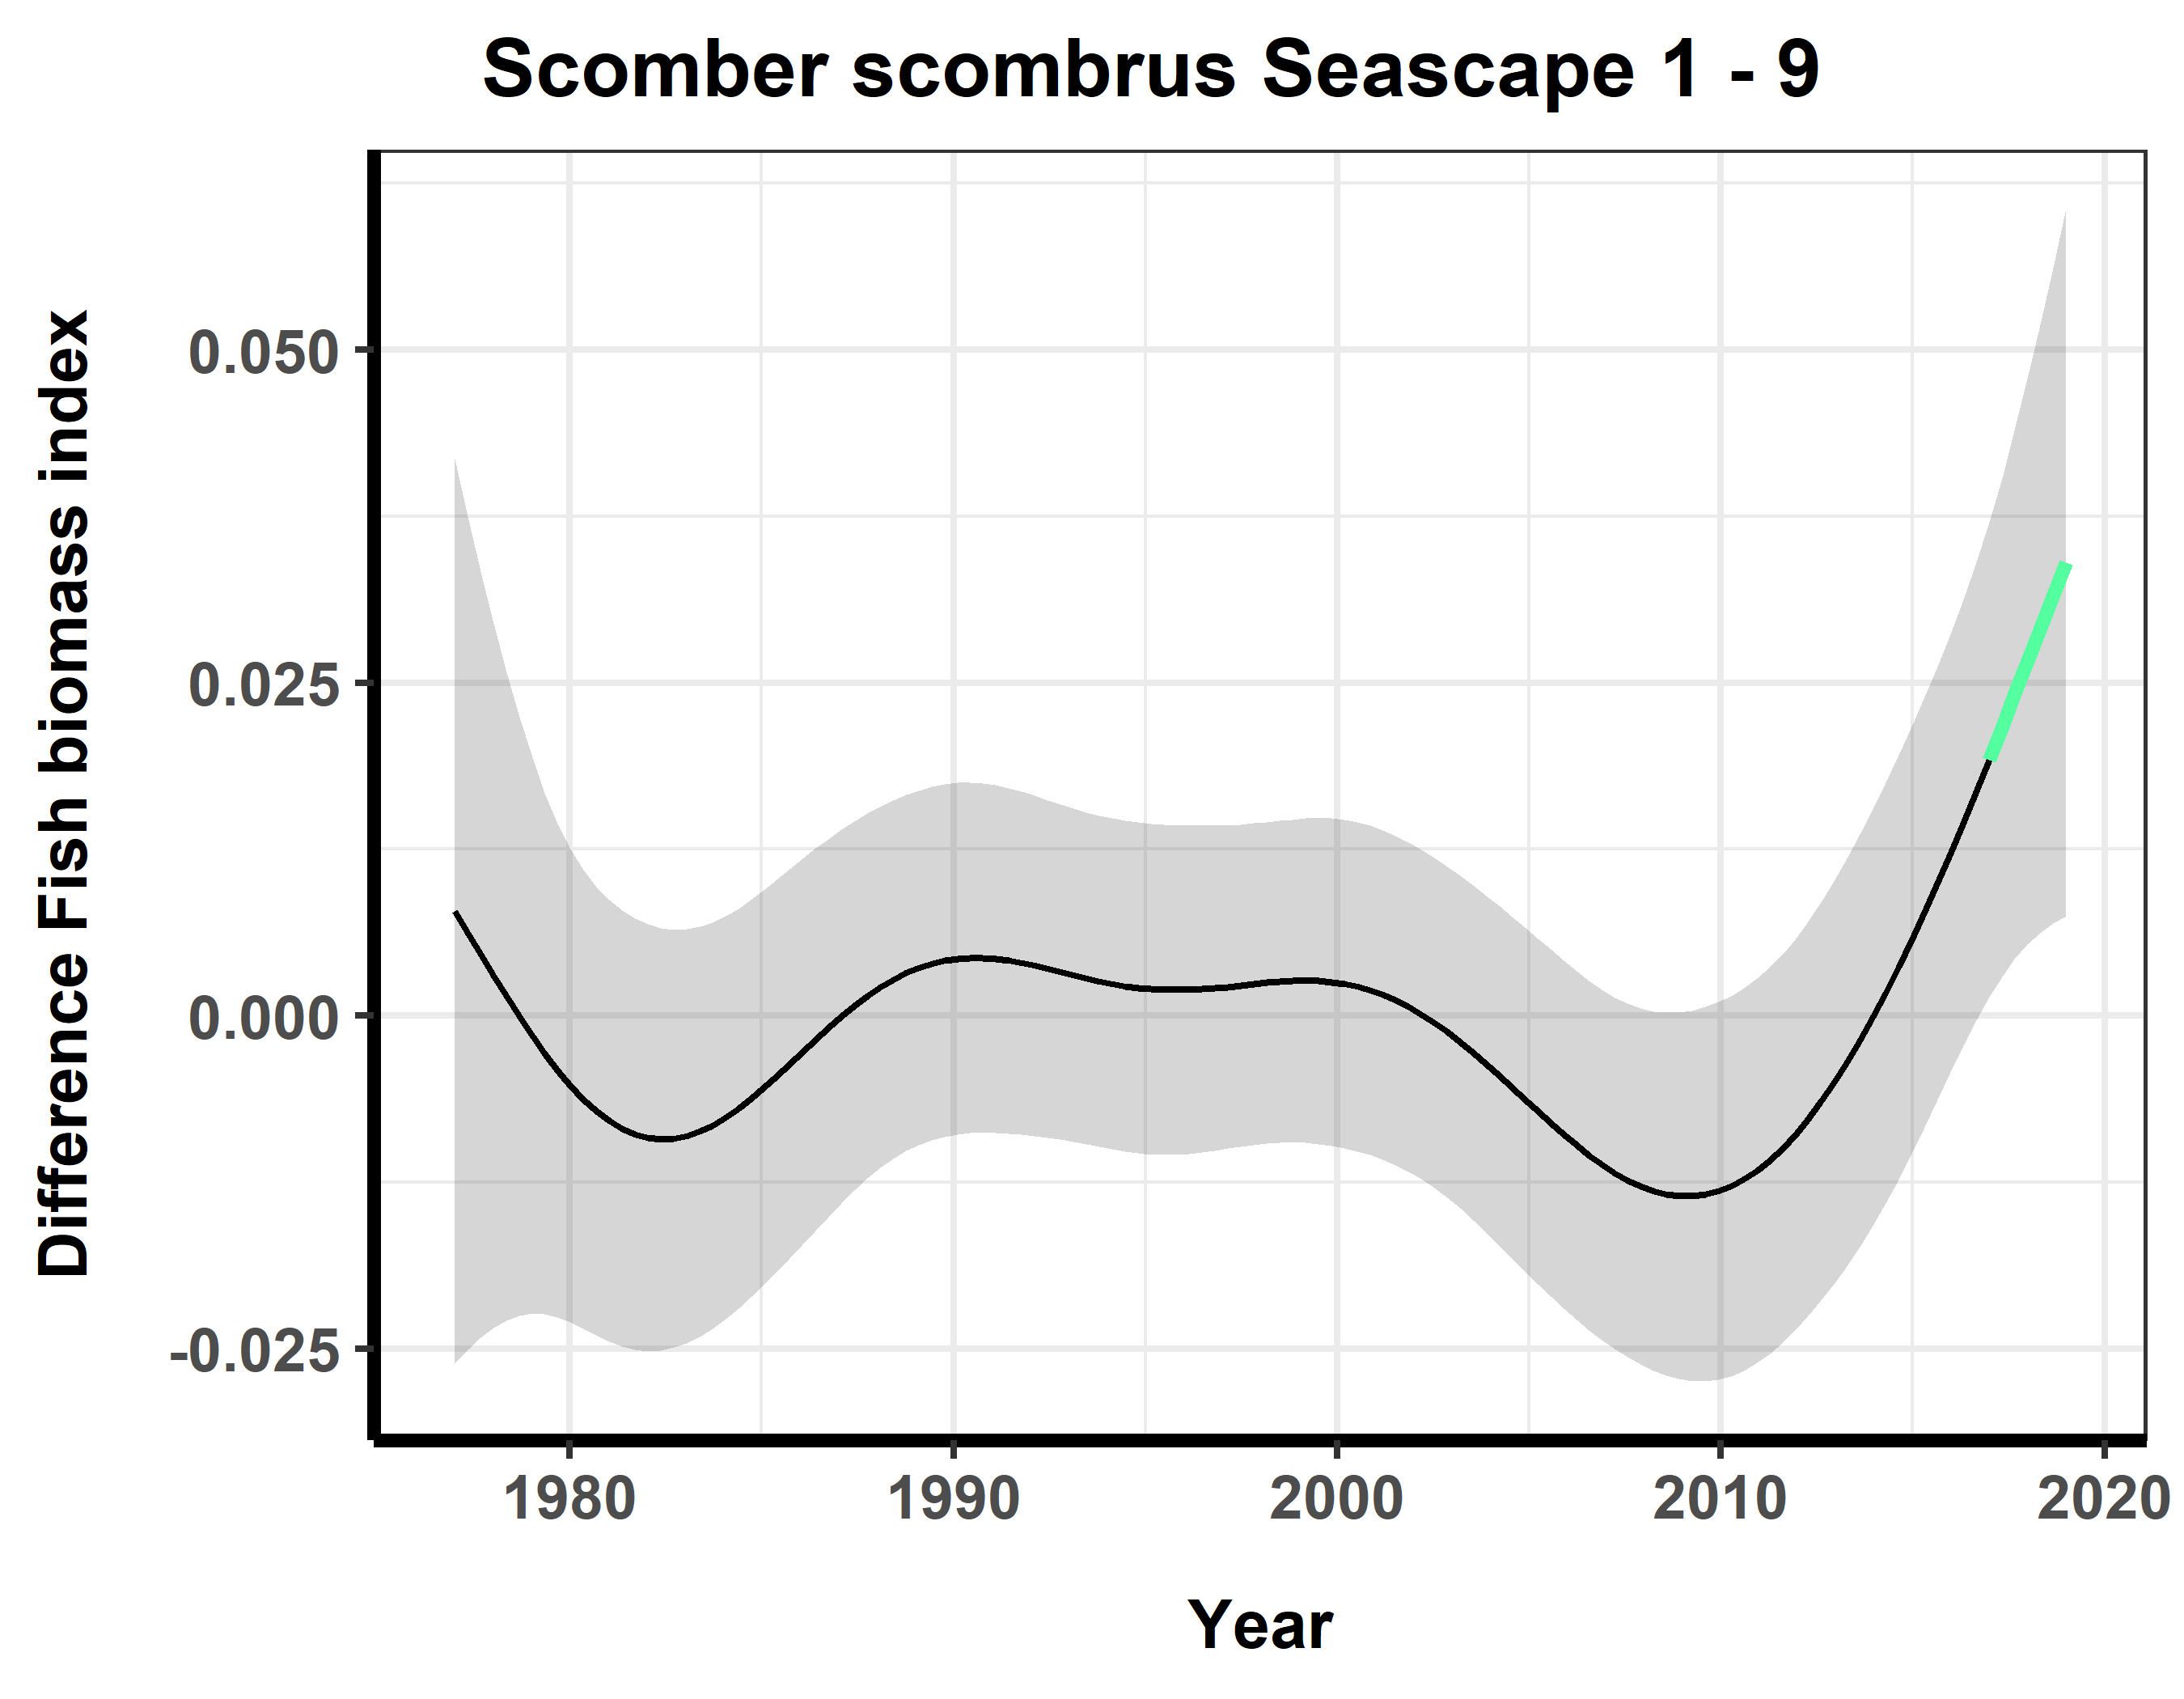 Scomber scombrus Seascape 1 - 9
Difference Fish biomass index
0.050
0.025
0.000
-0.025
1980 1990 2000 2010 2020
Year